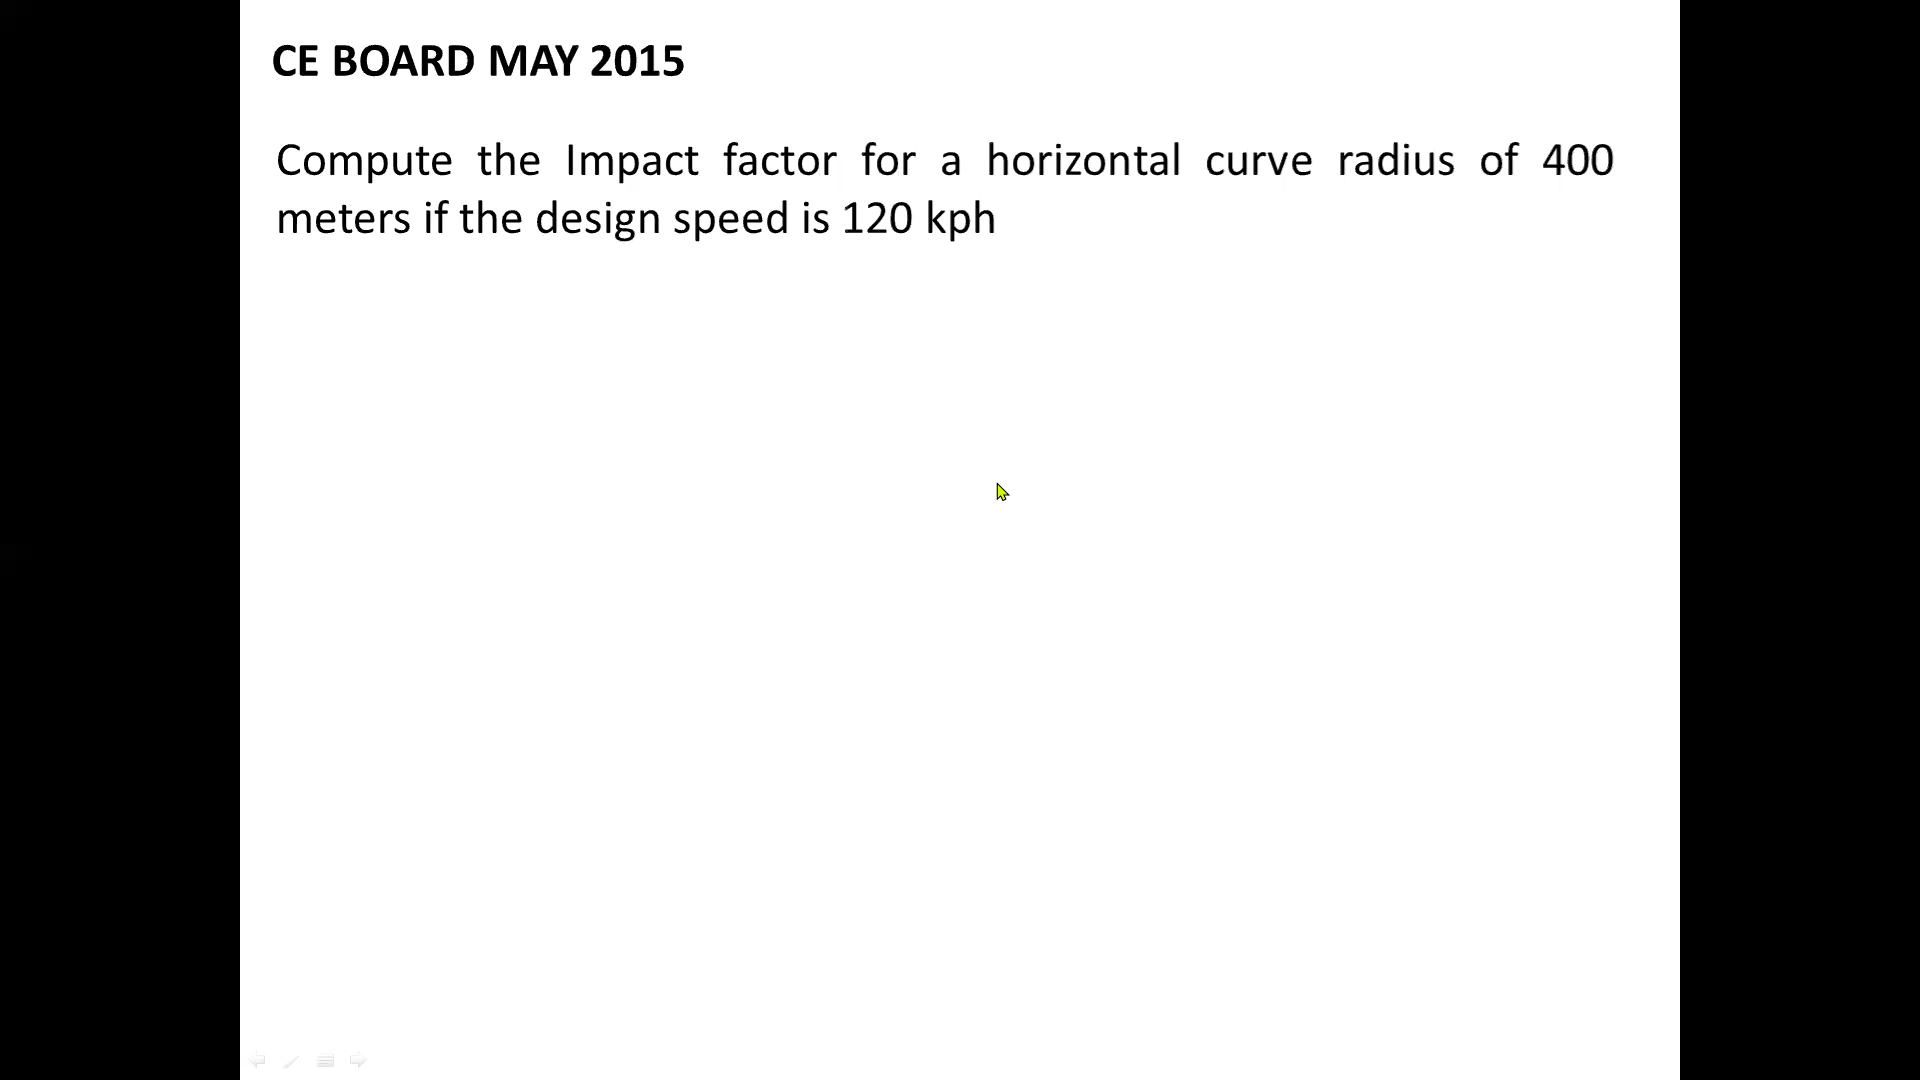 CE BOARD MAY 2015
Compute the Impact factor for a horizontal curve radius of 400
meters if the design speed is 120 kph